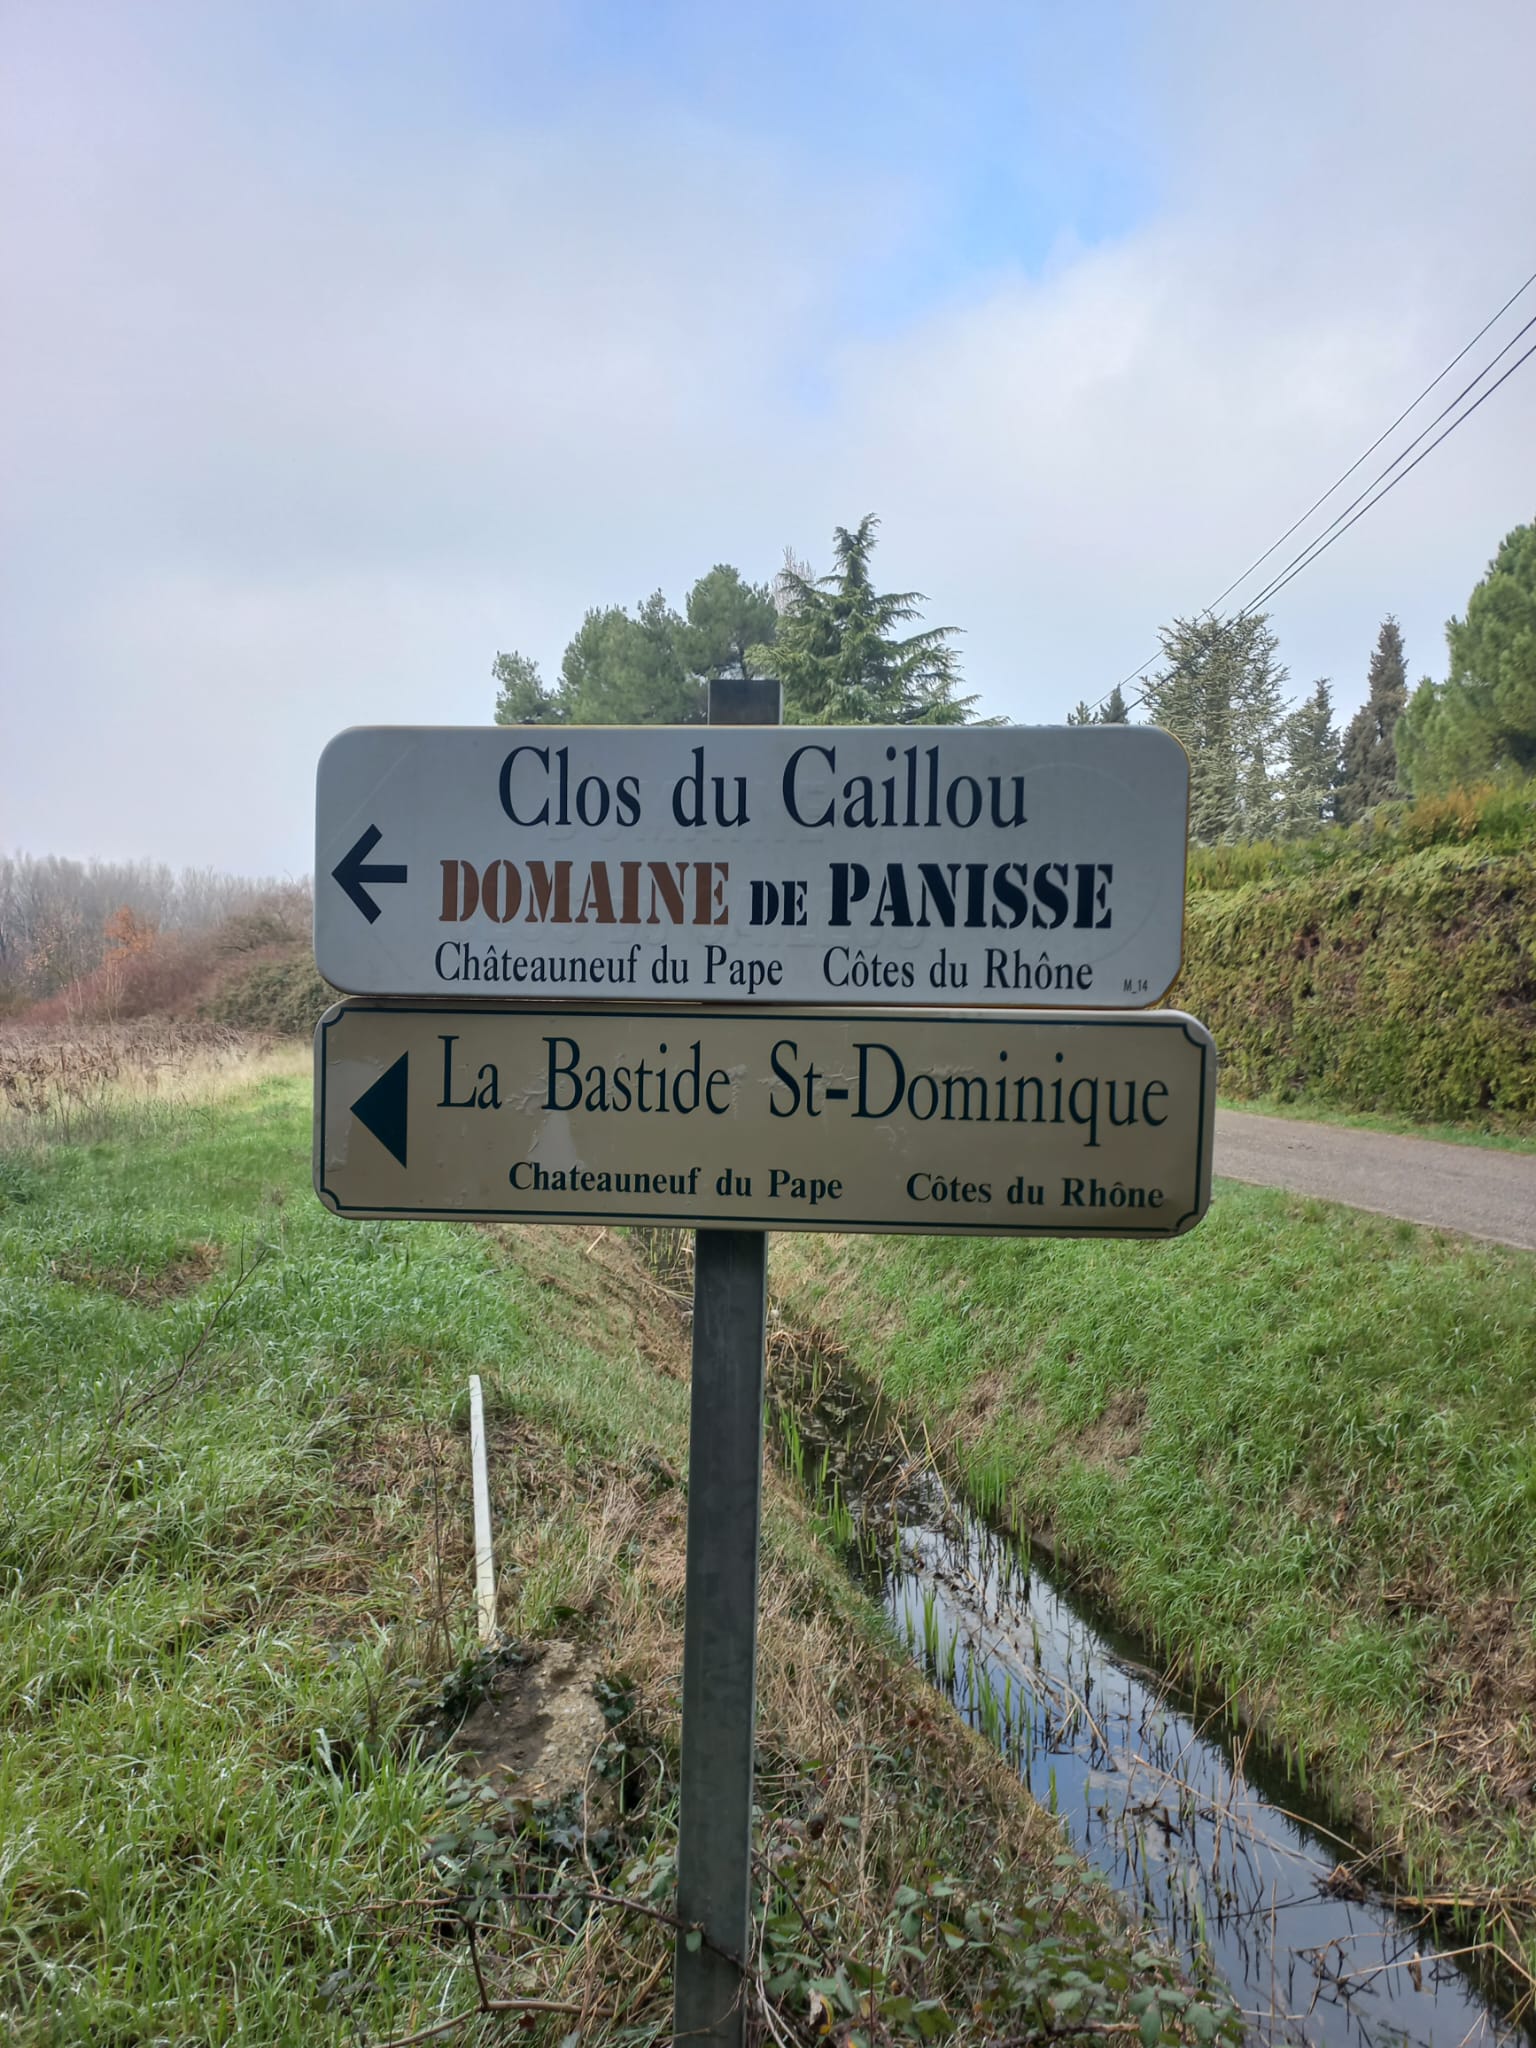 Clos du Caillou
DOMAINE DE PANISSE
Châteauneuf du Pape Côtes du Rhône
M_14
La Bastide St-Dominique
Chateauneuf du Pape Côtes du Rhône